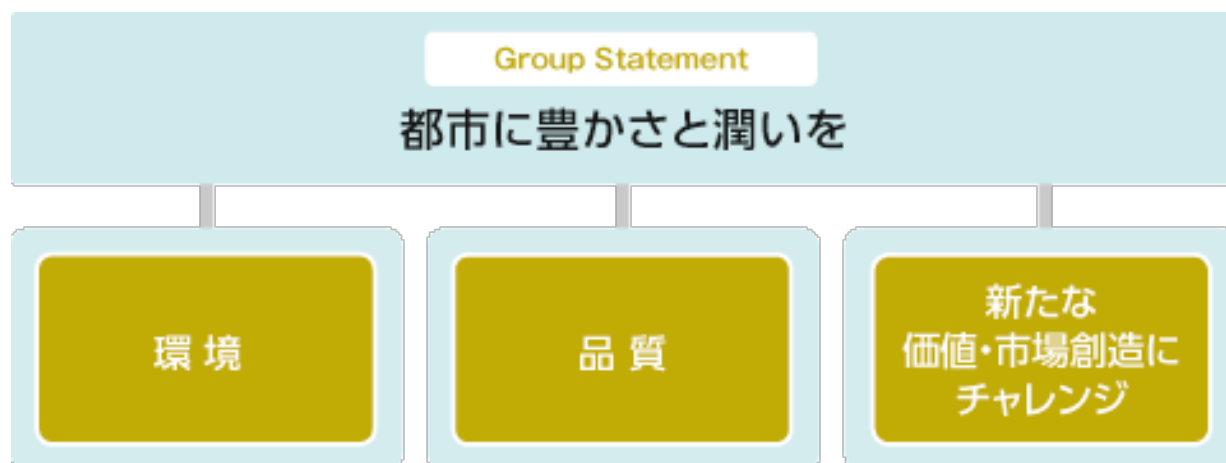 Group Statement
都市に豊かさと潤いを
環境
品質
新たな
価値・市場創造に
チャレンジ